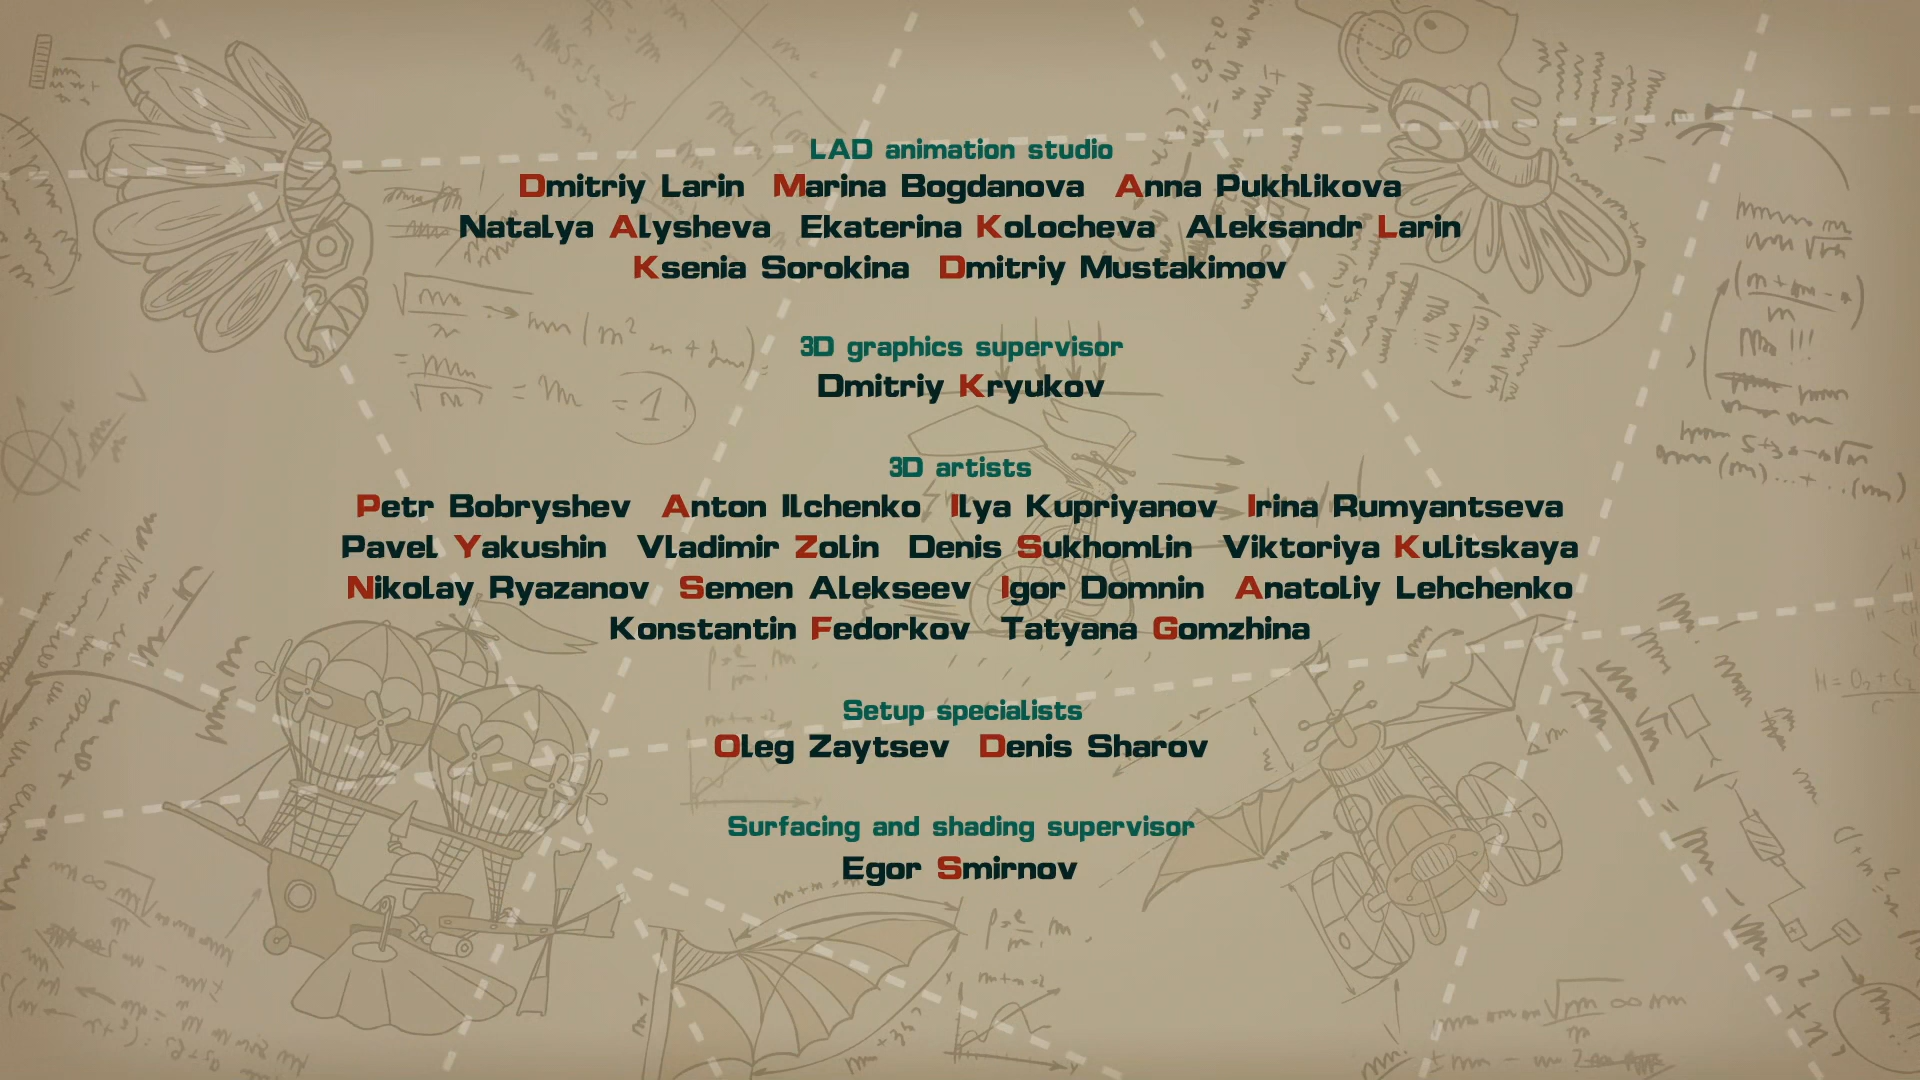 LAD animation studio
Dmitriy Larin Marina Bogdanova Anna Pukhlikova
Natalya Alysheva Ekaterina Kolocheva Aleksandr Larin
Ksenia Sorokina Dmitriy Mustakimov
3D graphics supervisor
Dmitriy Kryukov
3D artists
Petr Bobryshev Anton Ilchenko Ilya Kupriyanov Irina Rumyantseva
Pavel Yakushin Vladimir Zolin Denis Sukhomlin Viktoriya Kulitskaya
Nikolay Ryazanov Semen Alekseev Igor Domnin Anatoliy Lehchenko
Konstantin Fedorkov Tatyana Gomzhina
Setup specialists
Oleg Zaytsev Denis Sharov
Surfacing and shading supervisor
Egor Smirnov